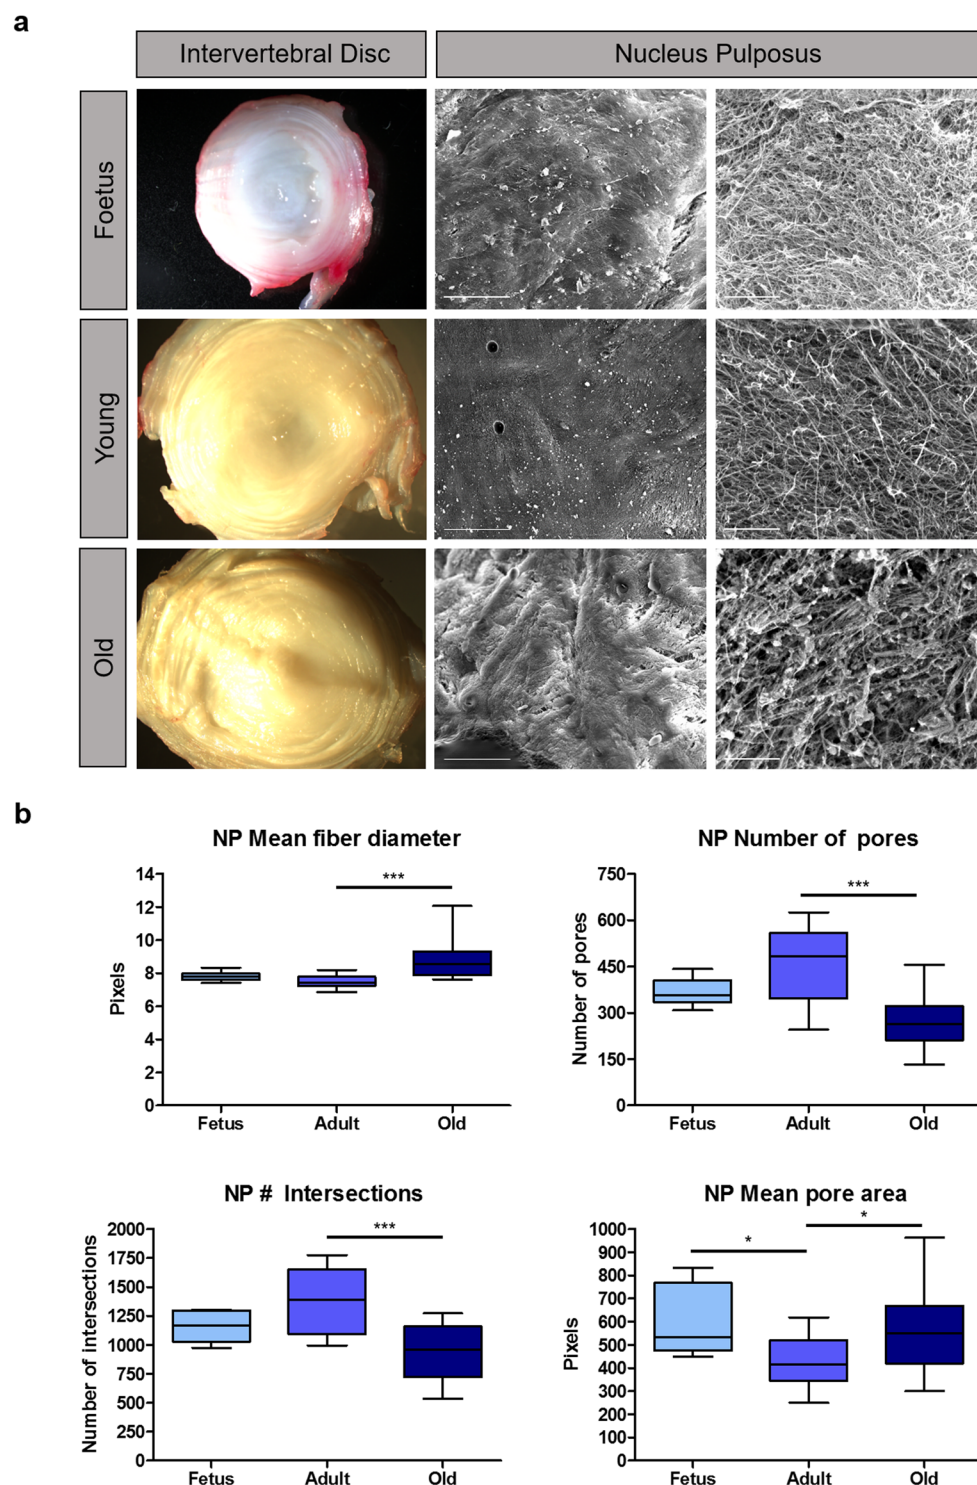 a
Intervertebral Disc
Nucleus Pulposus
Foetus
Young
Old
b
NP Mean fiber diameter
***
14
12
10
8
6
4
2
0
Pixels
Fetus
Adult
Old
NP Number of pores
***
750
600
450
300
150
0
Number of pores
Fetus
Adult
Old
NP # Intersections
***
2000
1750
1500
1250
1000
750
500
250
0
Number of intersections
Fetus
Adult
Old
NP Mean pore area
*
*
1000
900
800
700
600
500
400
300
200
100
0
Pixels
Fetus
Adult
Old